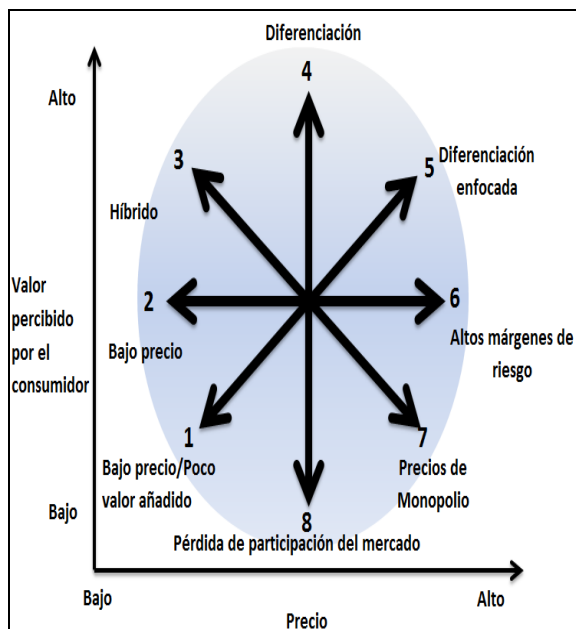 Diferenciación
4
Alto
3
5
Diferenciación
enfocada
Híbrido
Valor
percibido
por el
consumidor
2
6
Bajo precio
Altos márgenes de
riesgo
1
7
Bajo precio/Poco
valor añadido
Precios de
Monopolio
Bajo
8
Pérdida de participación del mercado
Bajo
Alto
Precio